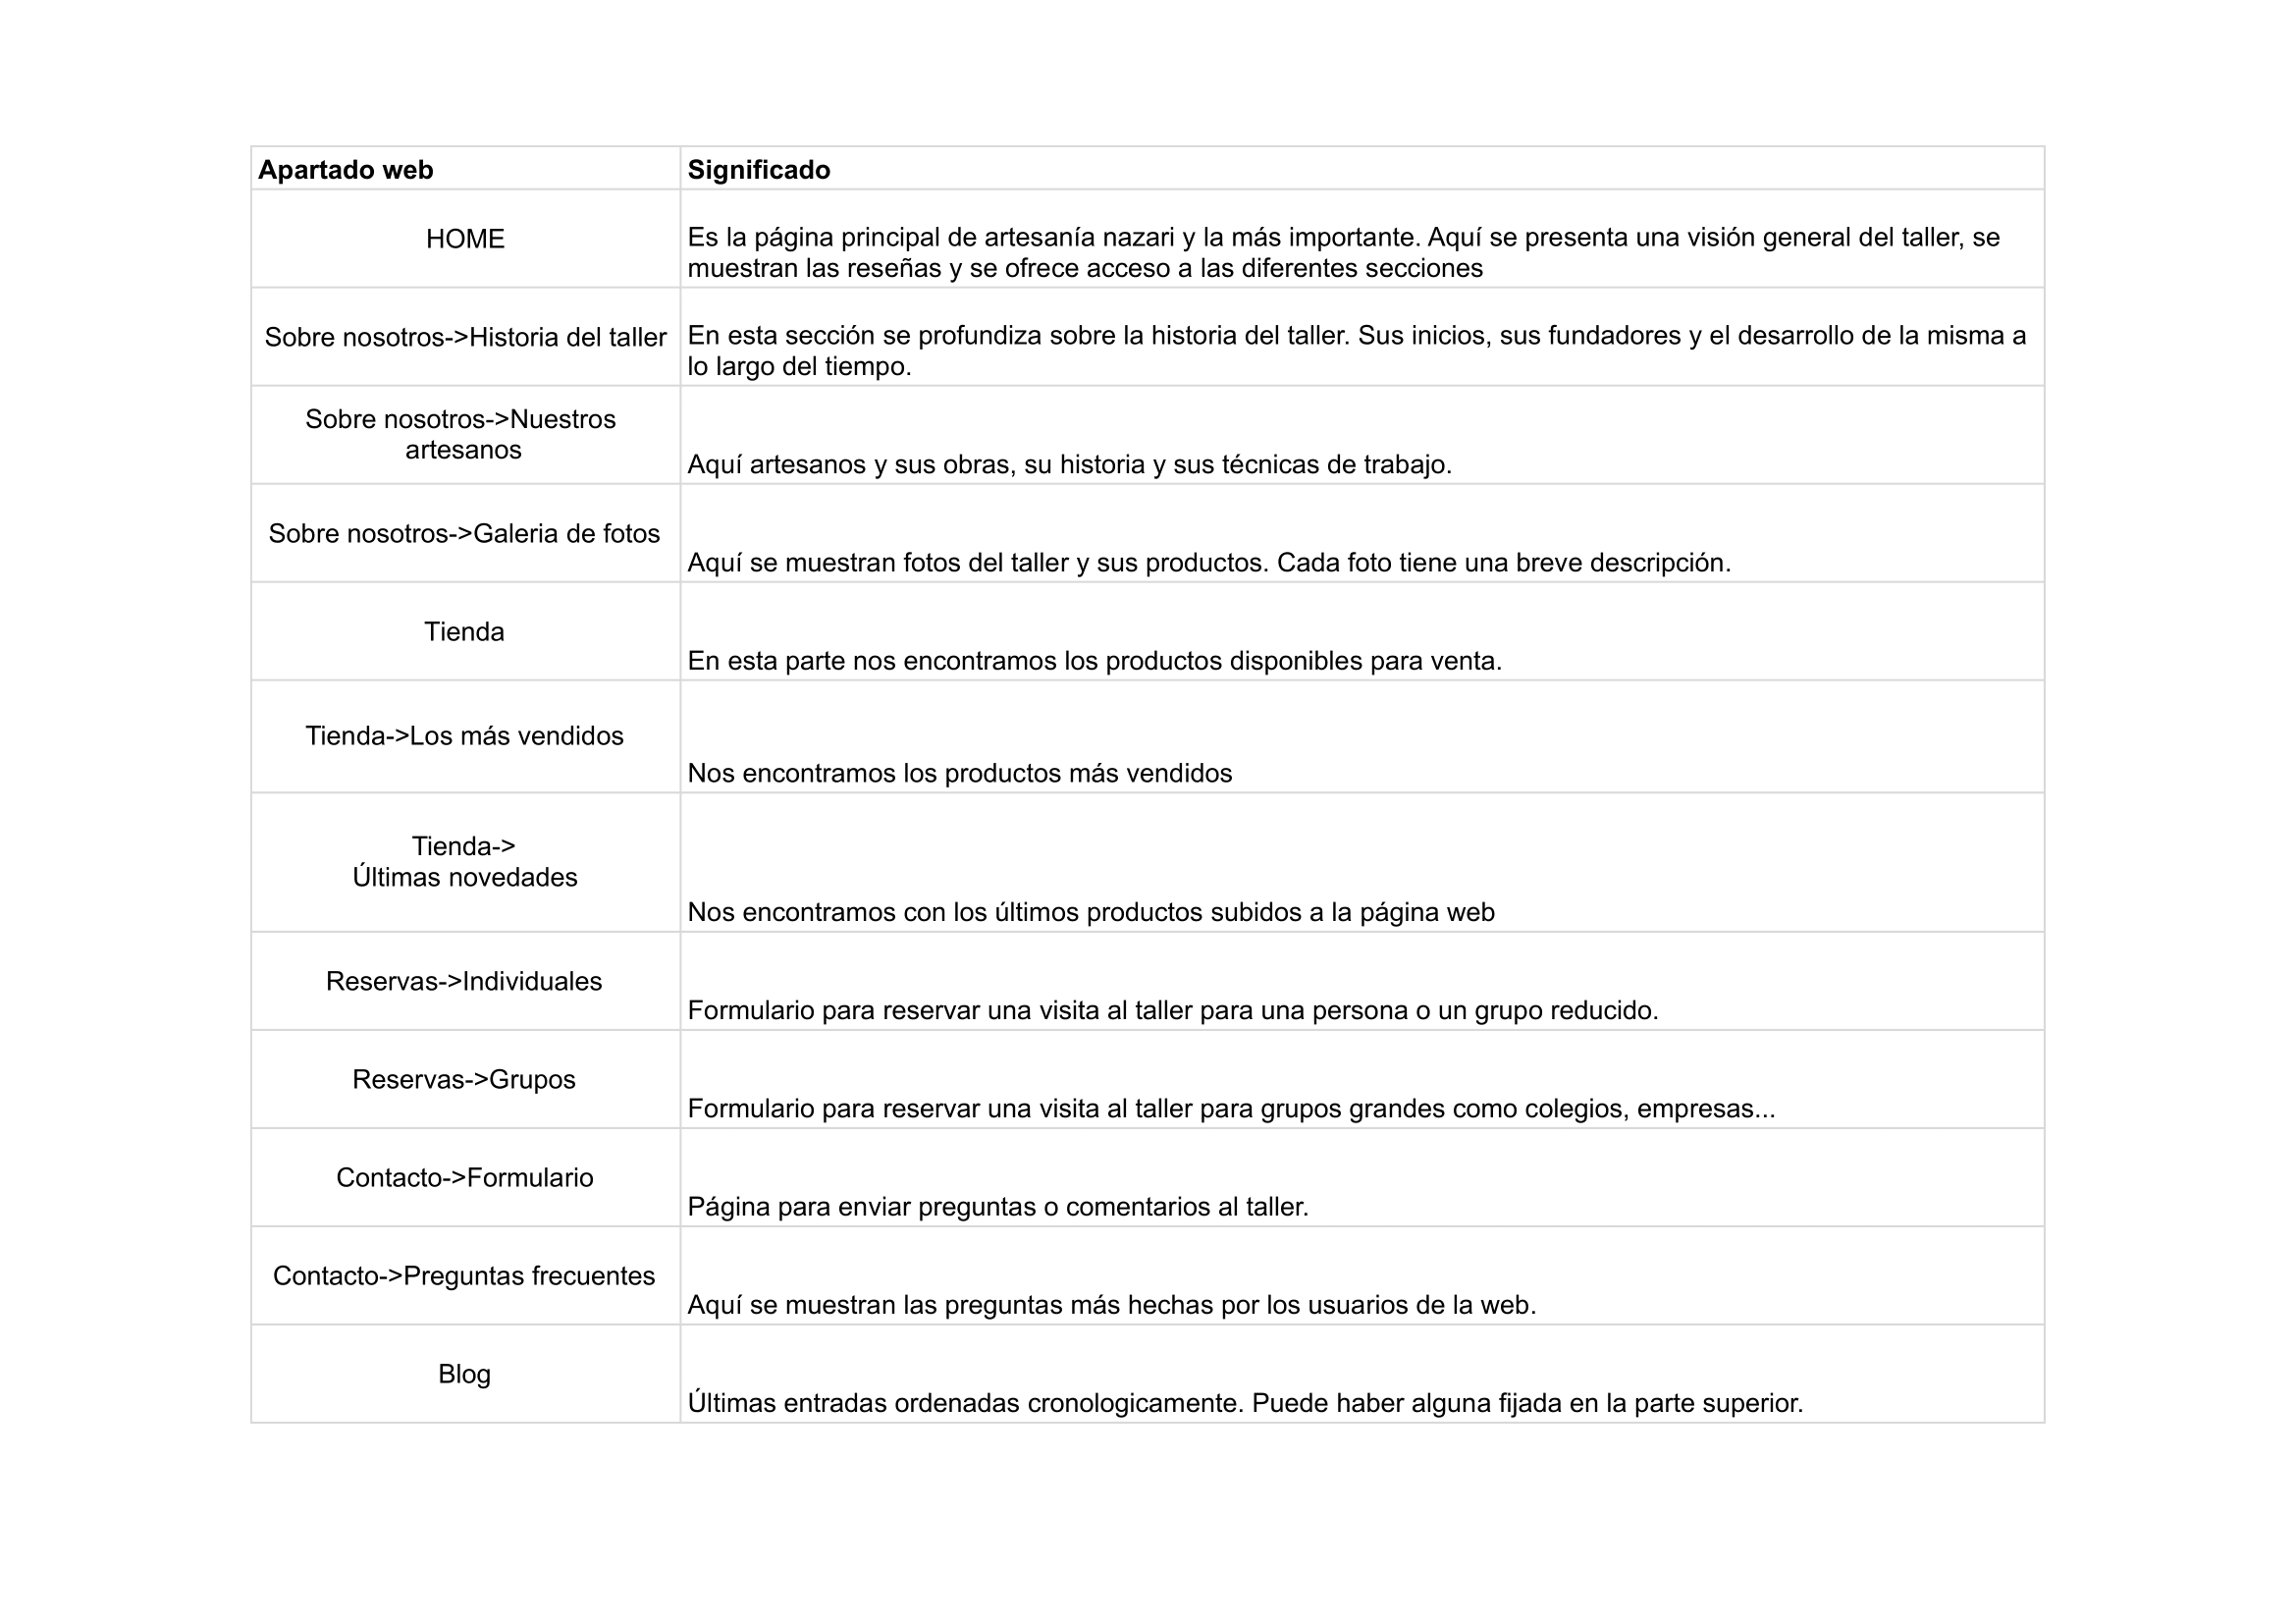 Apartado web
Significado
HOME
Es la página principal de artesanía nazari y la más importante. Aquí se presenta una visión general del taller, se
muestran las reseñas y se ofrece acceso a las diferentes secciones
Sobre nosotros->Historia del taller
En esta sección se profundiza sobre la historia del taller. Sus inicios, sus fundadores y el desarrollo de la misma a
lo largo del tiempo.
Sobre nosotros->Nuestros
artesanos
Aquí artesanos y sus obras, su historia y sus técnicas de trabajo.
Sobre nosotros->Galeria de fotos
Aquí se muestran fotos del taller y sus productos. Cada foto tiene una breve descripción.
Tienda
En esta parte nos encontramos los productos disponibles para venta.
Tienda->Los más vendidos
Nos encontramos los productos más vendidos
Tienda->
Últimas novedades
Nos encontramos con los últimos productos subidos a la página web
Reservas->Individuales
Formulario para reservar una visita al taller para una persona o un grupo reducido.
Reservas->Grupos
Formulario para reservar una visita al taller para grupos grandes como colegios, empresas...
Contacto->Formulario
Página para enviar preguntas o comentarios al taller.
Contacto->Preguntas frecuentes
Aquí se muestran las preguntas más hechas por los usuarios de la web.
Blog
Últimas entradas ordenadas cronologicamente. Puede haber alguna fijada en la parte superior.